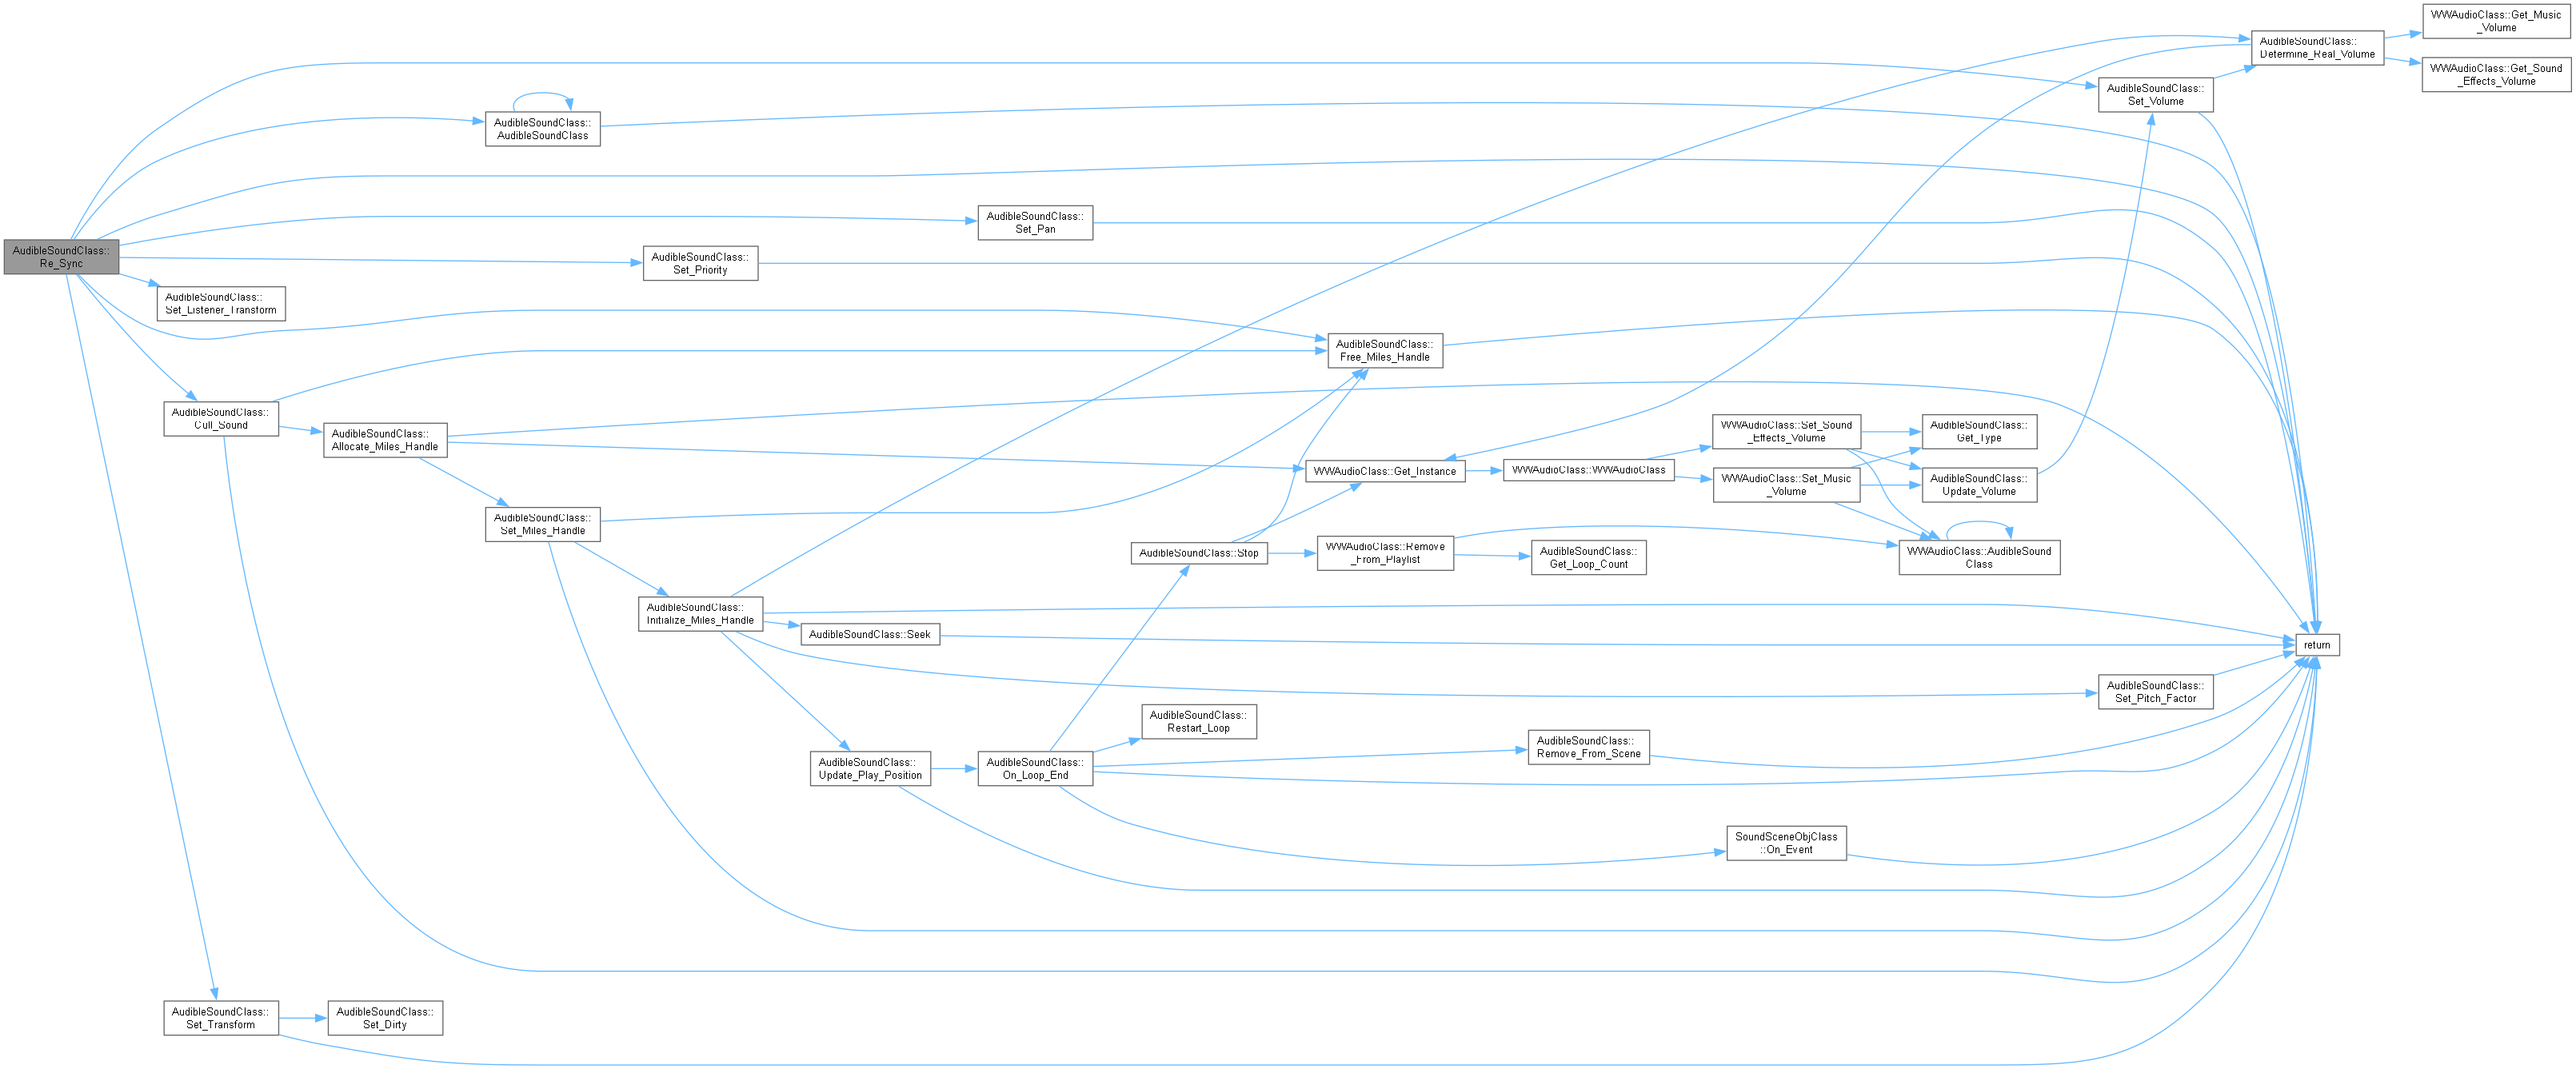 WWAudioClass::Get_Music
_Volume
AudibleSoundClass::
Determine_Real_Volume
WWAudioClass::Get_Sound
_Effects_Volume
AudibleSoundClass::
Set_Volume
AudibleSoundClass::
AudibleSoundClass
AudibleSoundClass::
Set_Pan
AudibleSoundClass::
Re_Sync
AudibleSoundClass::
Set_Priority
AudibleSoundClass::
Set_Listener_Transform
AudibleSoundClass::
Free_Miles_Handle
AudibleSoundClass::
Cull_Sound
AudibleSoundClass::
Allocate_Miles_Handle
WWAudioClass::Set_Sound
_Effects_Volume
AudibleSoundClass::
Get_Type
WWAudioClass::Get_Instance
WWAudioClass::WWAudioClass
WWAudioClass::Set_Music
_Volume
AudibleSoundClass::
Update_Volume
AudibleSoundClass::
Set_Miles_Handle
AudibleSoundClass::Stop
WWAudioClass::Remove
_From_Playlist
AudibleSoundClass::
Get_Loop_Count
WWAudioClass::AudibleSound
Class
AudibleSoundClass::
Initialize_Miles_Handle
AudibleSoundClass::Seek
return
AudibleSoundClass::
Set_Pitch_Factor
AudibleSoundClass::
Restart_Loop
AudibleSoundClass::
Update_Play_Position
AudibleSoundClass::
On_Loop_End
AudibleSoundClass::
Remove_From_Scene
SoundSceneObjClass
::On_Event
AudibleSoundClass::
Set_Transform
AudibleSoundClass::
Set_Dirty